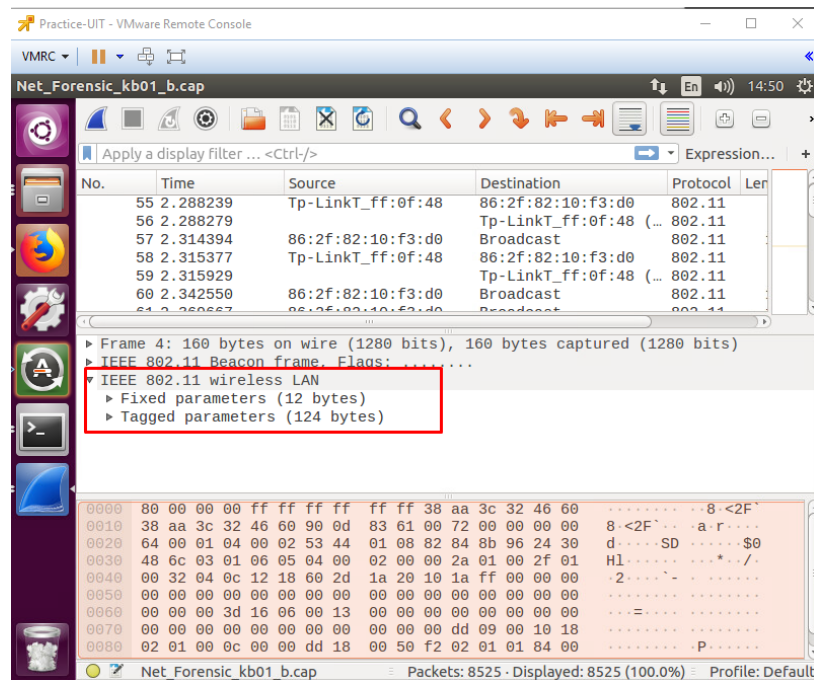 Practice-UIT - VMware Remote Console
VMRC
Net_Forensic_kb01_b.cap En 14:50
Apply a display filter ... <Ctrl-/> Expression... +
No. Time Source Destination Protocol Ler
55 2.288239 Tp-LinkT_ff:0f:48 86:2f:82:10:f3:d0 802.11
56 2.288279 Tp-LinkT_ff:0f:48 (… 802.11
57 2.314394 86:2f:82:10:f3:d0 Broadcast 802.11
58 2.315377 Tp-LinkT_ff:0f:48 86:2f:82:10:f3:d0 802.11
59 2.315929 Tp-LinkT_ff:0f:48 (… 802.11
60 2.342550 86:2f:82:10:f3:d0 Broadcast 802.11
Frame 4: 160 bytes on wire (1280 bits), 160 bytes captured (1280 bits)
IEEE 802.11 Beacon frame, Flags: ........
IEEE 802.11 wireless LAN
Fixed parameters (12 bytes)
Tagged parameters (124 bytes)
0000 80 00 00 00 ff ff ff ff ff ff 38 aa 3c 32 46 60 ········ ··8·<2F`
0010 38 aa 3c 32 46 60 90 0d 83 61 00 72 00 00 00 00 8·<2F`·· ·a·r····
0020 64 00 01 04 00 02 53 44 01 08 82 84 8b 96 24 30 d·····SD ······$0
0030 48 6c 03 01 06 05 04 00 02 00 00 2a 01 00 2f 01 Hl······ ···*··/·
0040 00 32 04 0c 12 18 60 2d 1a 20 10 1a ff 00 00 00 ·2····`- · ······
0050 00 00 00 00 00 00 00 00 00 00 00 00 00 00 00 00 ········ ········
0060 00 00 00 3d 16 06 00 13 00 00 00 00 00 00 00 00 ···=···· ········
0070 00 00 00 00 00 00 00 00 00 00 00 dd 09 00 10 18 ········ ········
0080 02 01 00 0c 00 00 dd 18 00 50 f2 02 01 01 84 00 ········ ·P······
Net_Forensic_kb01_b.cap Packets: 8525 · Displayed: 8525 (100.0%) Profile: Default